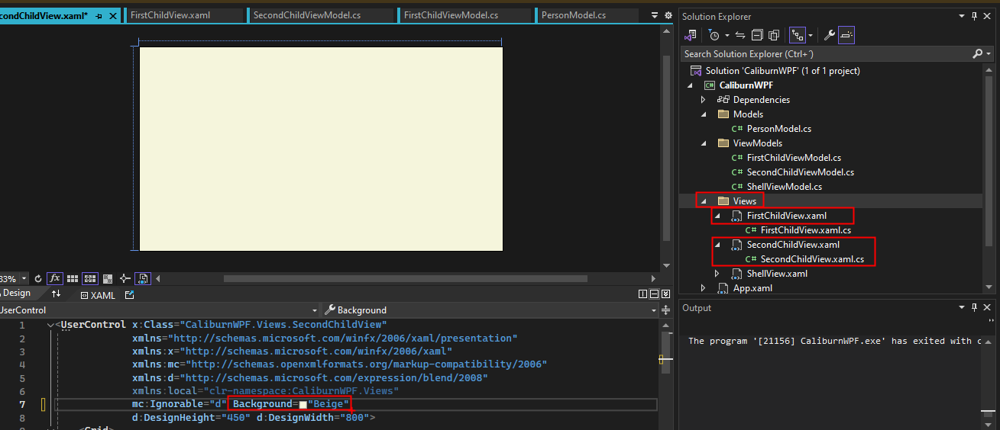 condChildView.xaml*
FirstChildView.xaml
SecondChildViewModel.cs
FirstChildViewModel.cs
PersonModel.cs
33%
Design
XAML
UserControl
Background
1 <UserControl x:Class="CaliburnWPF.Views.SecondChildView"
2 xmlns="http://schemas.microsoft.com/winfx/2006/xaml/presentation"
3 xmlns:x="http://schemas.microsoft.com/winfx/2006/xaml"
4 xmlns:mc="http://schemas.openxmlformats.org/markup-compatibility/2006"
5 xmlns:d="http://schemas.microsoft.com/expression/blend/2008"
6 xmlns:local="clr-namespace:CaliburnWPF.Views"
7 mc:Ignorable="d" Background="Beige"
8 d:DesignHeight="450" d:DesignWidth="800">
<Grid>
Solution Explorer
Search Solution Explorer (Ctrl+´)
Solution 'CaliburnWPF' (1 of 1 project)
C# CaliburnWPF
Dependencies
Models
C# PersonModel.cs
ViewModels
C# FirstChildViewModel.cs
C# SecondChildViewModel.cs
C# ShellViewModel.cs
Views
FirstChildView.xaml
C# FirstChildView.xaml.cs
SecondChildView.xaml
C# SecondChildView.xaml.cs
ShellView.xaml
App.xaml
Output
The program '[21156] CaliburnWPF.exe' has exited with c